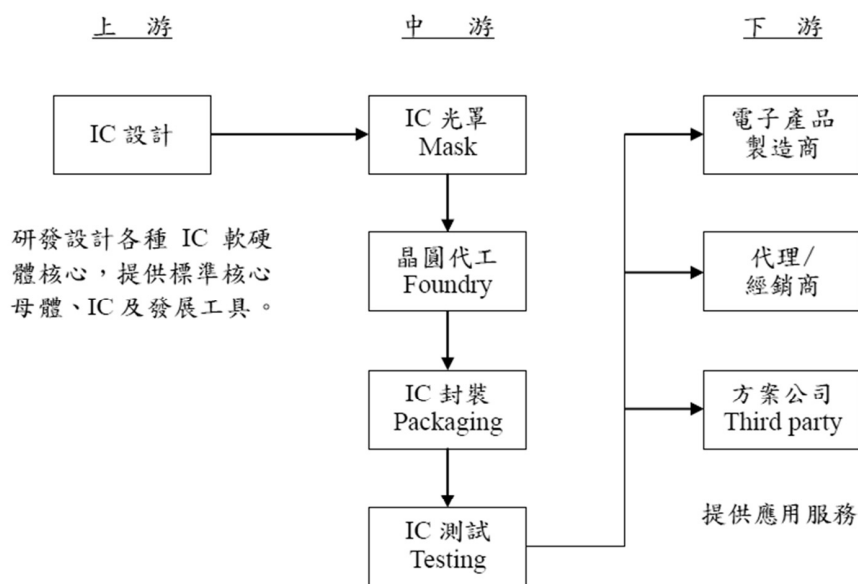 上 游
中 游
下 游
IC 設計
研發設計各種 IC 軟硬
體核心，提供標準核心
母體、IC 及發展工具。
IC 光罩
Mask
晶圓代工
Foundry
IC 封裝
Packaging
IC 測試
Testing
電子產品
製造商
代理/
經銷商
方案公司
Third party
提供應用服務